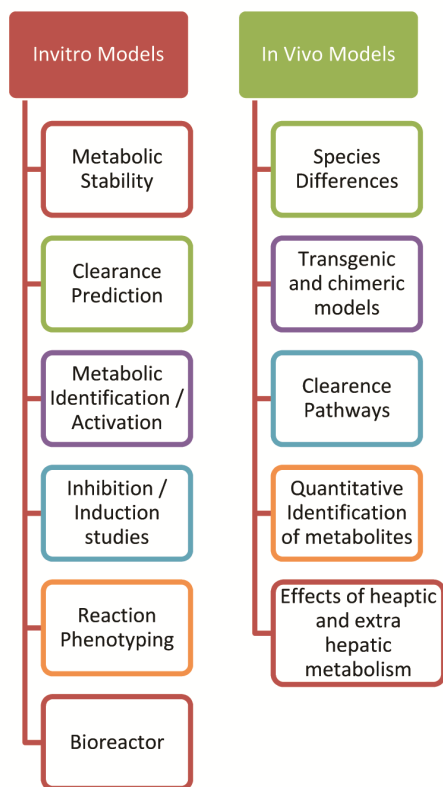 Invitro Models
Metabolic
Stability
Clearance
Prediction
Metabolic
Identification /
Activation
Inhibition /
Induction
studies
Reaction
Phenotyping
Bioreactor
In Vivo Models
Species
Differences
Transgenic
and chimeric
models
Clearence
Pathways
Quantitative
Identification
of metabolites
Effects of heaptic
and extra
hepatic
metabolism